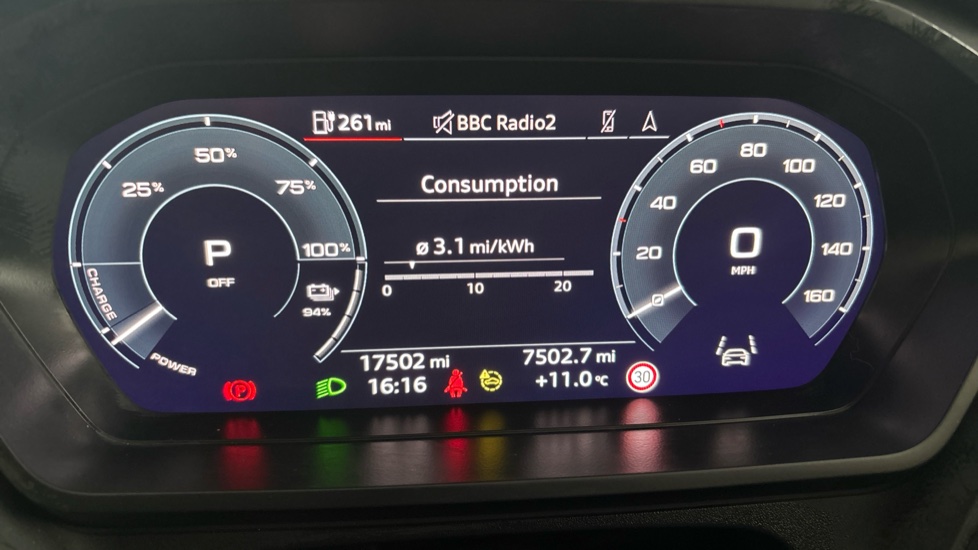 261 mi
BBC Radio2
25%
50%
75%
100%
CHARGE
POWER
P
OFF
94%
Consumption
ø 3.1 mi/kWh
0 10 20
0
20
40
60
80
100
120
140
160
0
MPH
17502 mi
7502.7 mi
16:16
+11.0 °C
(P)
30